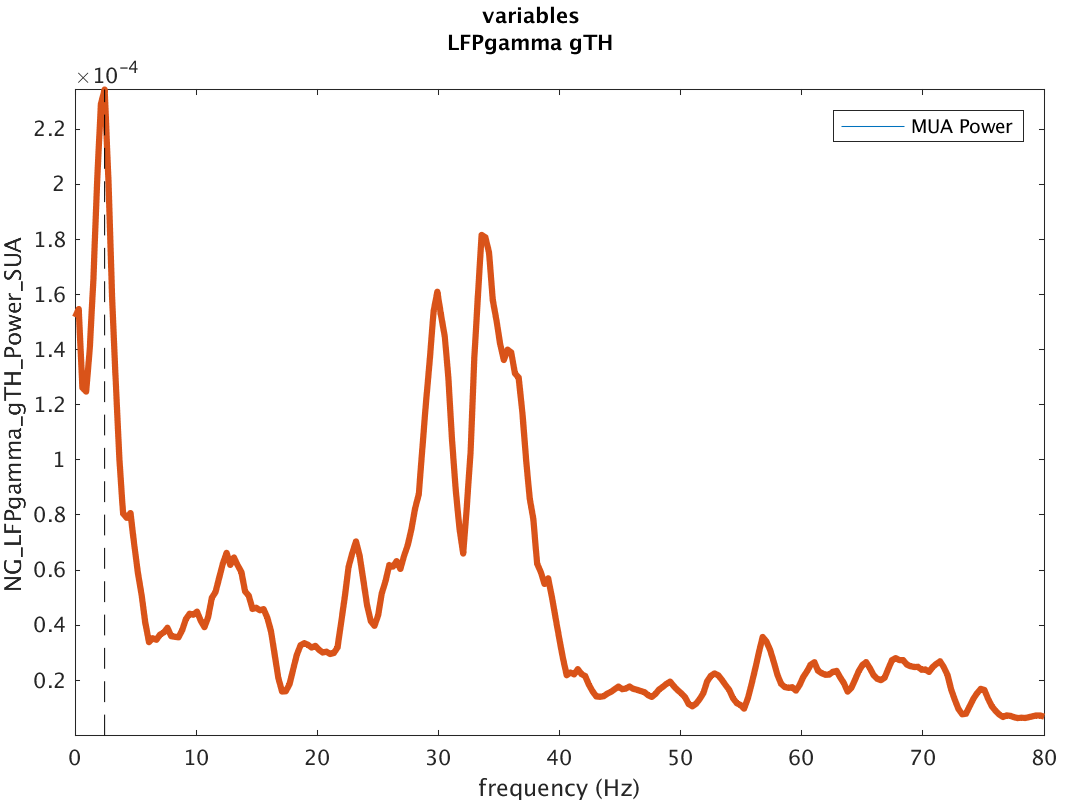 variables
LFPgamma gTH
×10⁻⁴
MUA Power
NG_LFPgamma_gTH_Power_SUA
2.2
2
1.8
1.6
1.4
1.2
1
0.8
0.6
0.4
0.2
0 10 20 30 40 50 60 70 80
frequency (Hz)